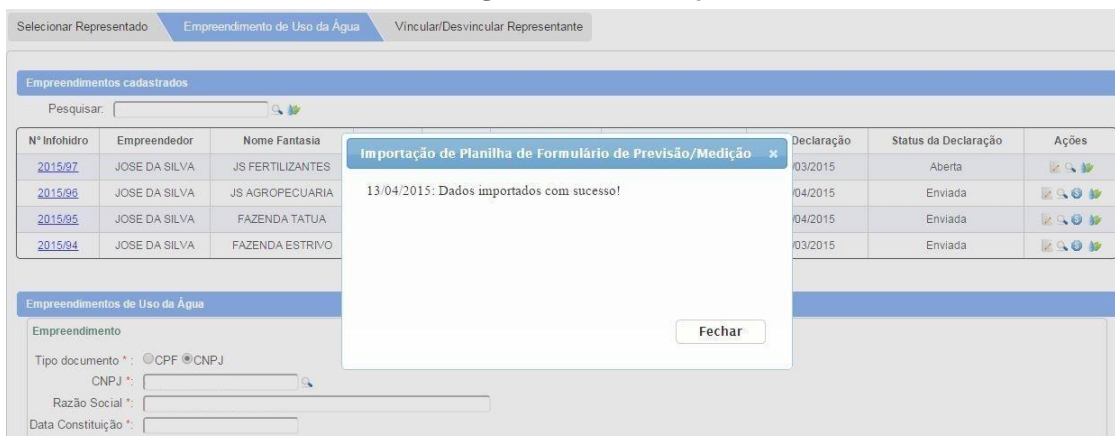 Selecionar Representado Empreendimento de Uso da Água Vincular/Desvincular Representante
Empreendimentos cadastrados
Pesquisar:
Nº Infohidro Empreendedor Nome Fantasia Declaração Status da Declaração Ações
2015/97 JOSE DA SILVA JS FERTILIZANTES /03/2015 Aberta
2015/96 JOSE DA SILVA JS AGROPECUARIA /04/2015 Enviada
2015/95 JOSE DA SILVA FAZENDA TATUA /04/2015 Enviada
2015/94 JOSE DA SILVA FAZENDA ESTRIVO /03/2015 Enviada
Importação de Planilha de Formulário de Previsão/Medição ×
13/04/2015: Dados importados com sucesso!
Fechar
Empreendimentos de Uso da Água
Empreendimento
Tipo documento * : CPF CNPJ
CNPJ *:
Razão Social *:
Data Constituição *: